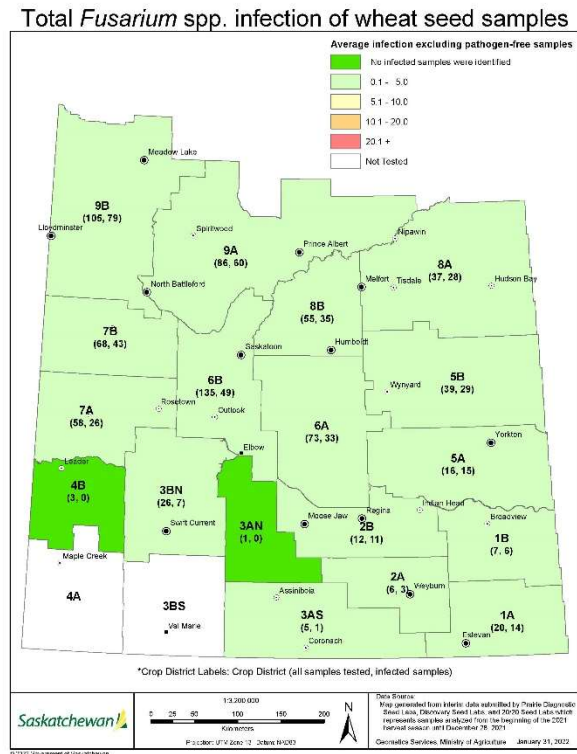 Total Fusarium spp. infection of wheat seed samples
Average infection excluding pathogen-free samples
No infected samples were identified
0.1 - 5.0
5.1 - 10.0
10.1 - 20.0
20.1 +
Not Tested
Meadow Lake
9B
(105, 79)
Lloydminster
Spiritwood
9A
(86, 60)
Prince Albert
Nipawin
8A
(37, 28)
Melfort
Tisdale
Hudson Bay
North Battleford
8B
(55, 35)
7B
(68, 43)
Saskatoon
Humboldt
6B
(135, 49)
5B
(39, 29)
Wynyard
7A
(58, 26)
Rosetown
Outlook
6A
(73, 33)
Yorkton
5A
(16, 15)
Elbow
Leader
4B
(3, 0)
3BN
(26, 7)
Swift Current
3AN
(1, 0)
Moose Jaw
Regina
2B
(12, 11)
Indian Head
Broadview
1B
(7, 6)
Maple Creek
4A
3BS
Val Marie
Assiniboia
3AS
(5, 1)
Coronach
2A
(6, 3)
Weyburn
1A
(20, 14)
Estevan
*Crop District Labels: Crop District (all samples tested, infected samples)
Saskatchewan
1:3,200,000
0 25 50 100 150 200
Kilometers
Projection: UTM Zone 13 Datum: NAD83
N
Data Source:
Map generated from interim data submitted by Prairie Diagnostic
Seed Labs, Discovery Seed Labs, and 20/20 Seed Labs which
represents samples analyzed from the beginning of the 2021
harvest season until December 28, 2021
Geomatics Services, Ministry of Agriculture January 31, 2022